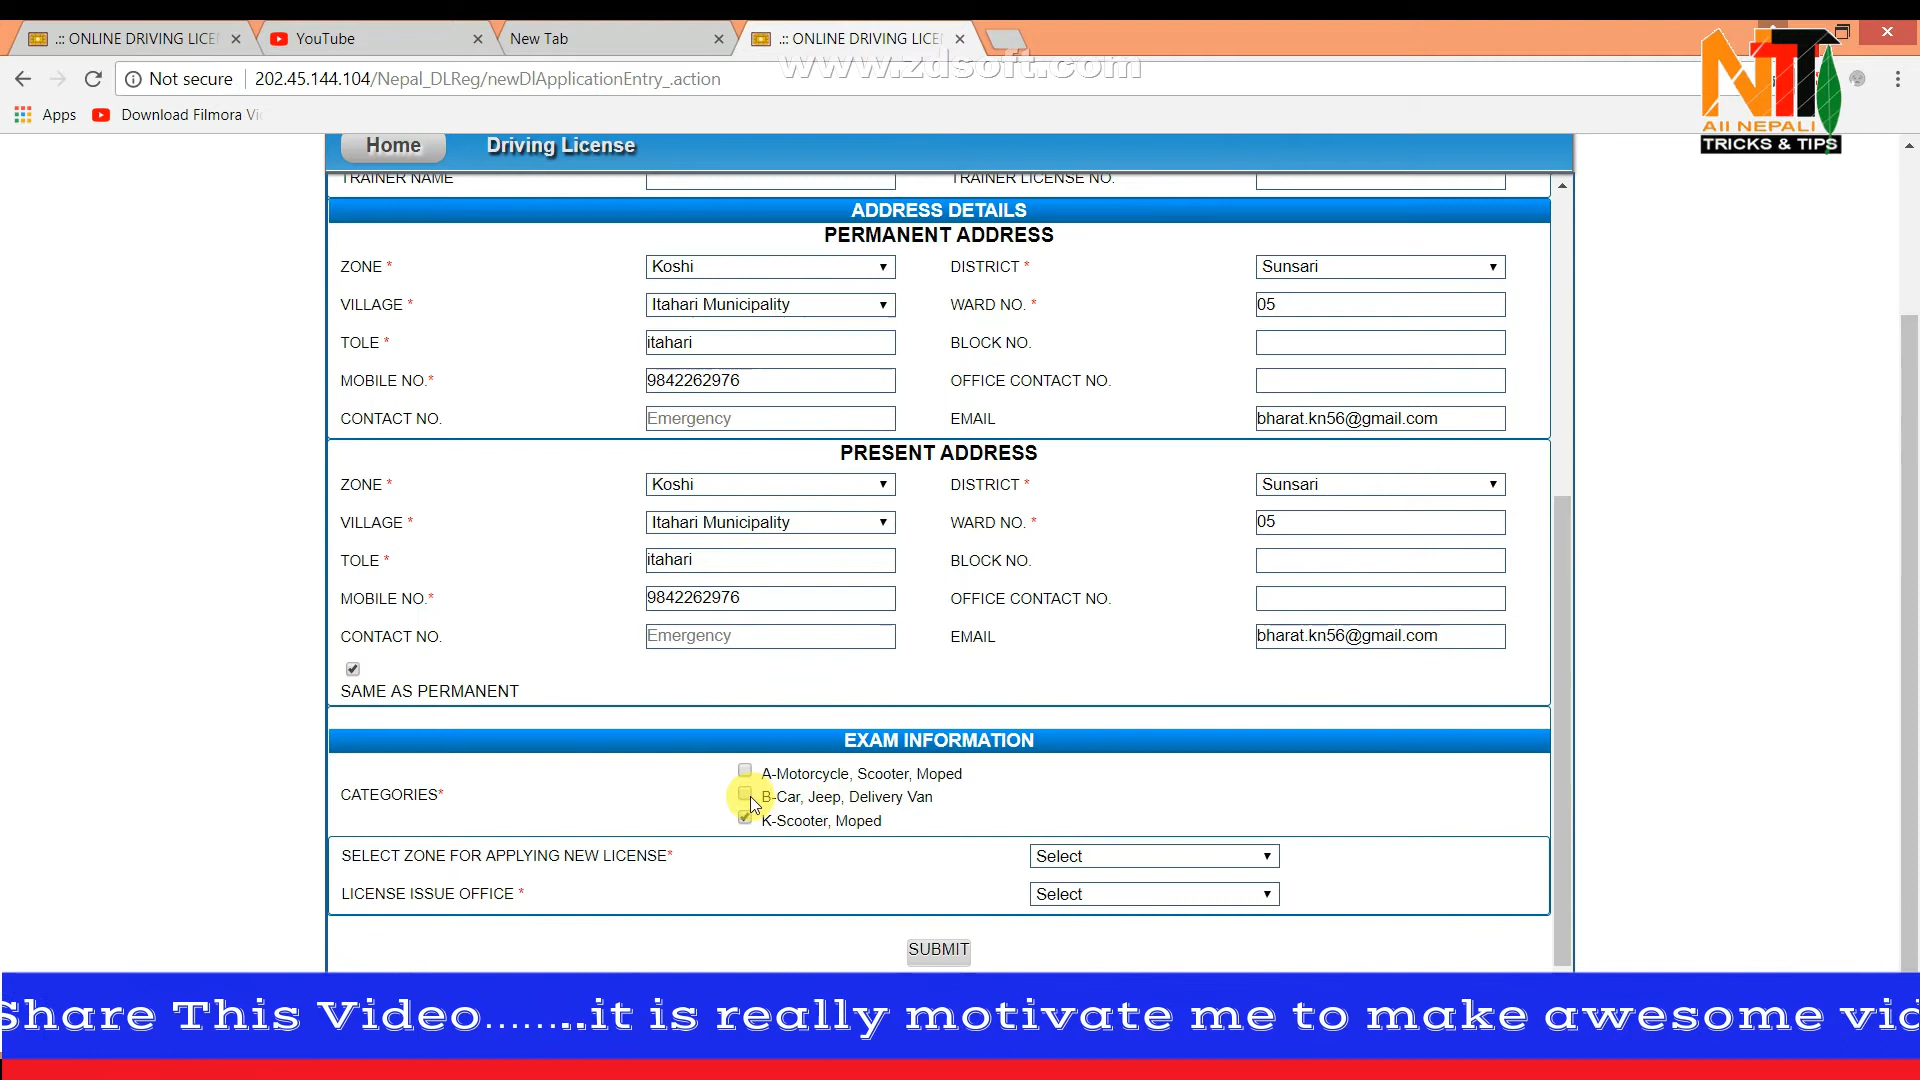 .:: ONLINE DRIVING LICE
YouTube
New Tab
.:: ONLINE DRIVING LICE
Not secure
202.45.144.104/Nepal_DLReg/newDlApplicationEntry_.action
www.zdsoft.com
Apps
Download Filmora Vi
NTT
All NEPALI
TRICKS & TIPS
Home
Driving License
TRAINER NAME
TRAINER LICENSE NO.
ADDRESS DETAILS
PERMANENT ADDRESS
ZONE * Koshi DISTRICT * Sunsari
VILLAGE * Itahari Municipality WARD NO. * 05
TOLE * itahari BLOCK NO.
MOBILE NO.* 9842262976 OFFICE CONTACT NO.
CONTACT NO. Emergency EMAIL bharat.kn56@gmail.com
PRESENT ADDRESS
ZONE * Koshi DISTRICT * Sunsari
VILLAGE * Itahari Municipality WARD NO. * 05
TOLE * itahari BLOCK NO.
MOBILE NO.* 9842262976 OFFICE CONTACT NO.
CONTACT NO. Emergency EMAIL bharat.kn56@gmail.com
SAME AS PERMANENT
EXAM INFORMATION
CATEGORIES*
A-Motorcycle, Scooter, Moped
B-Car, Jeep, Delivery Van
K-Scooter, Moped
SELECT ZONE FOR APPLYING NEW LICENSE* Select
LICENSE ISSUE OFFICE * Select
SUBMIT
Share This Video........it is really motivate me to make awesome vid